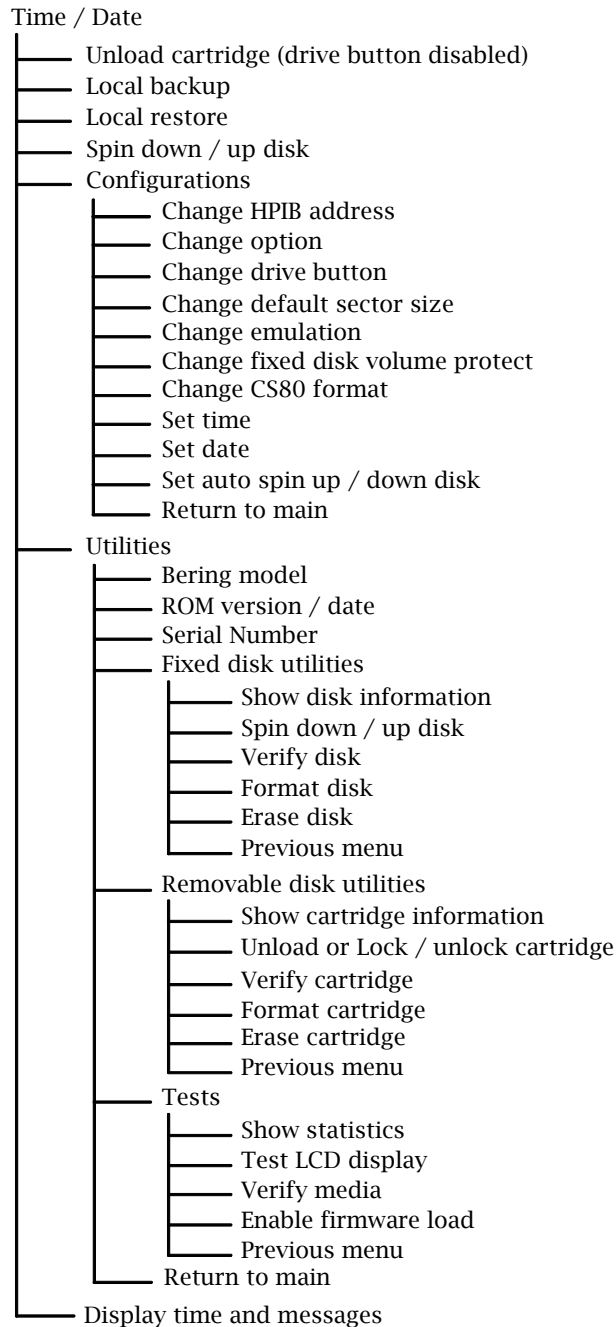 Time / Date
Unload cartridge (drive button disabled)
Local backup
Local restore
Spin down / up disk
Configurations
Change HPIB address
Change option
Change drive button
Change default sector size
Change emulation
Change fixed disk volume protect
Change CS80 format
Set time
Set date
Set auto spin up / down disk
Return to main
Utilities
Bering model
ROM version / date
Serial Number
Fixed disk utilities
Show disk information
Spin down / up disk
Verify disk
Format disk
Erase disk
Previous menu
Removable disk utilities
Show cartridge information
Unload or Lock / unlock cartridge
Verify cartridge
Format cartridge
Erase cartridge
Previous menu
Tests
Show statistics
Test LCD display
Verify media
Enable firmware load
Previous menu
Return to main
Display time and messages